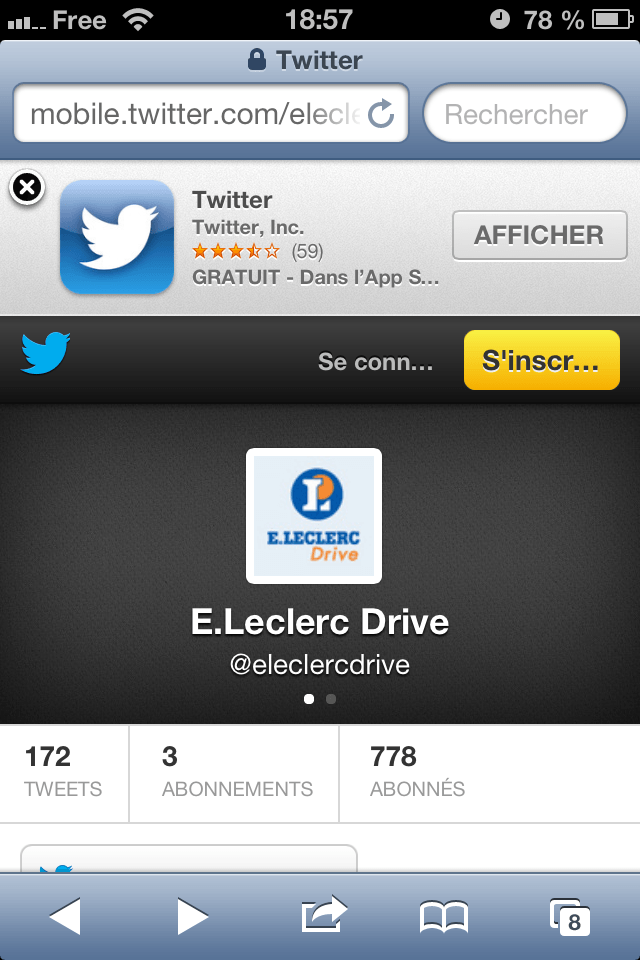 Free 18:57 78 %
Twitter
mobile.twitter.com/elecle Rechercher
Twitter
Twitter, Inc.
(59)
GRATUIT - Dans l’App S...
AFFICHER
Se conn... S'inscr...
L
E.LECLERC
Drive
E.Leclerc Drive
@eleclercdrive
172 3 778
TWEETS ABONNEMENTS ABONNÉS
8